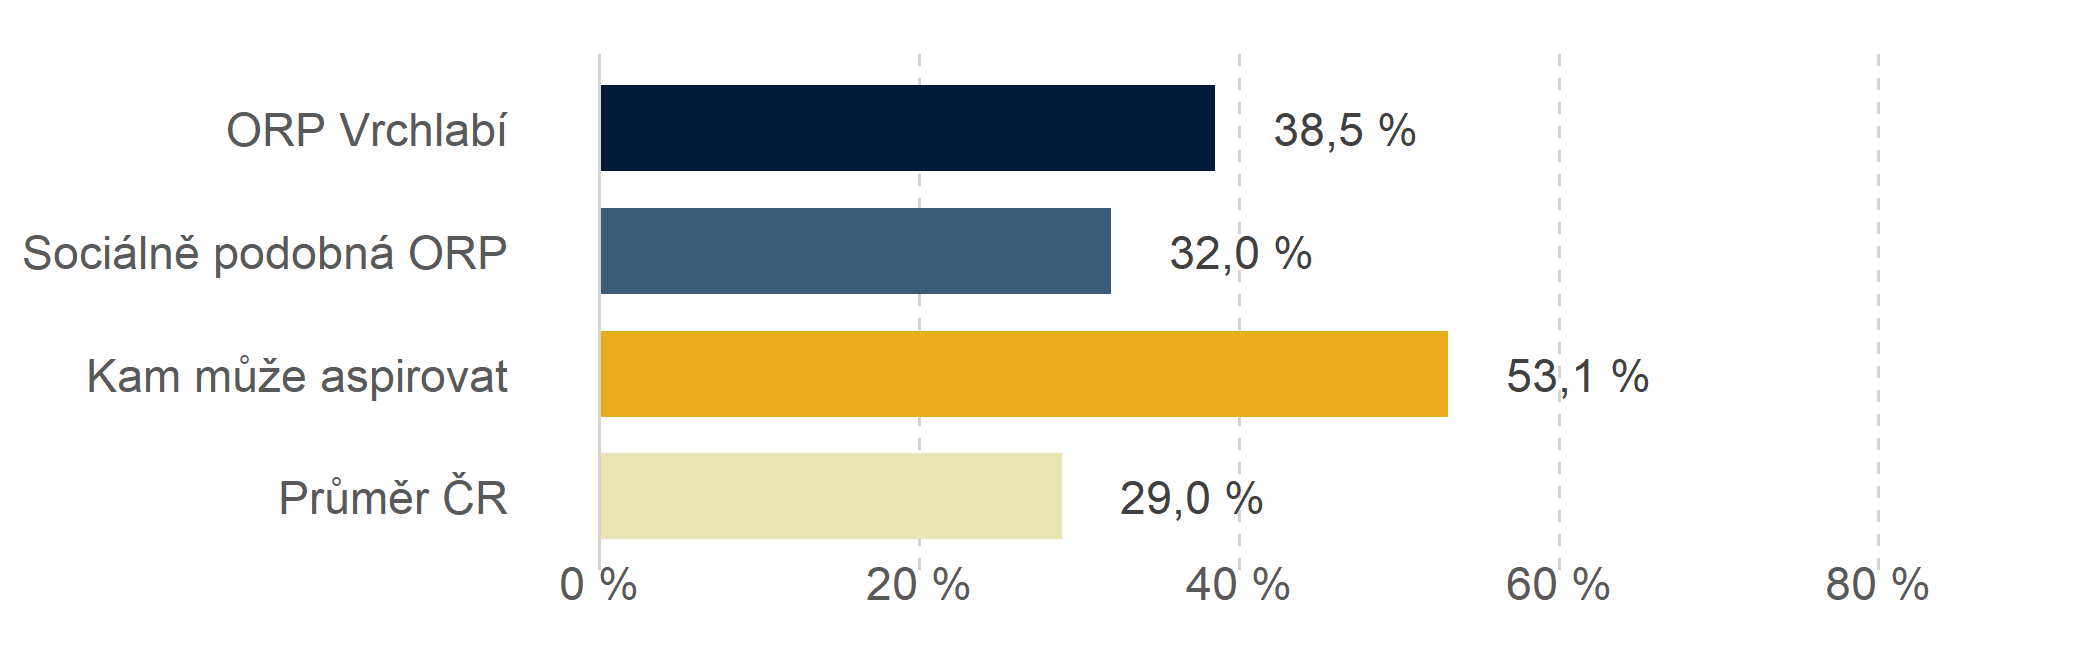 ORP Vrchlabí
38,5 %
Sociálně podobná ORP
32,0 %
Kam může aspirovat
53,1 %
Průměr ČR
29,0 %
0 %
20 %
40 %
60 %
80 %